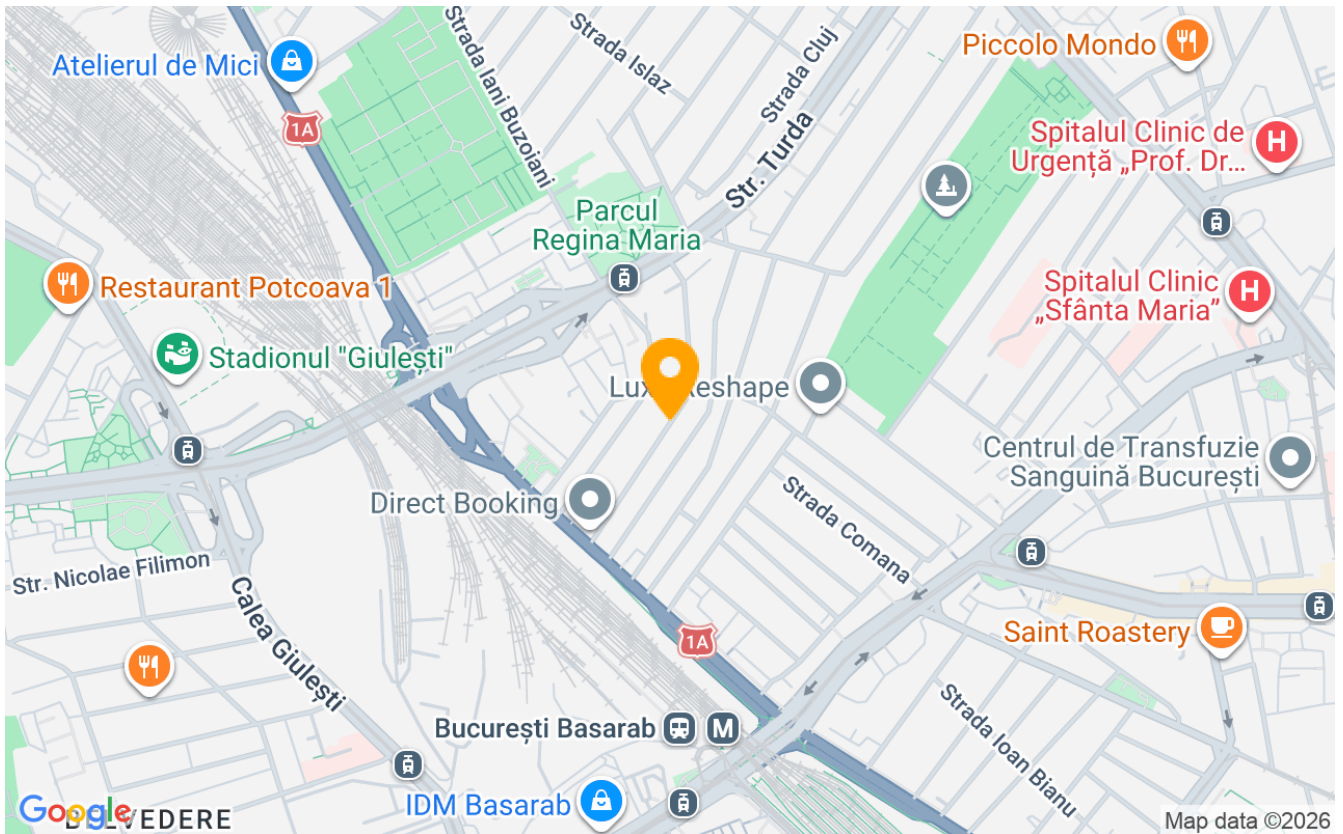 Strada Iani Buzoiani
Strada Islaz
Strada Cluj
Piccolo Mondo
Atelierul de Mici
1A
Spitalul Clinic de
Urgență „Prof. Dr...
H
Str. Turda
Parcul
Regina Maria
Restaurant Potcoava 1
Spitalul Clinic
„Sfânta Maria”
H
Stadionul "Giulești"
Reshape
Centrul de Transfuzie
Sanguină București
Direct Booking
Strada Comana
Str. Nicolae Filimon
Calea Giulești
1A
Saint Roastery
Strada Ioan Bianu
București Basarab
M
IDM Basarab
Google
VEDERE
Map data ©2026